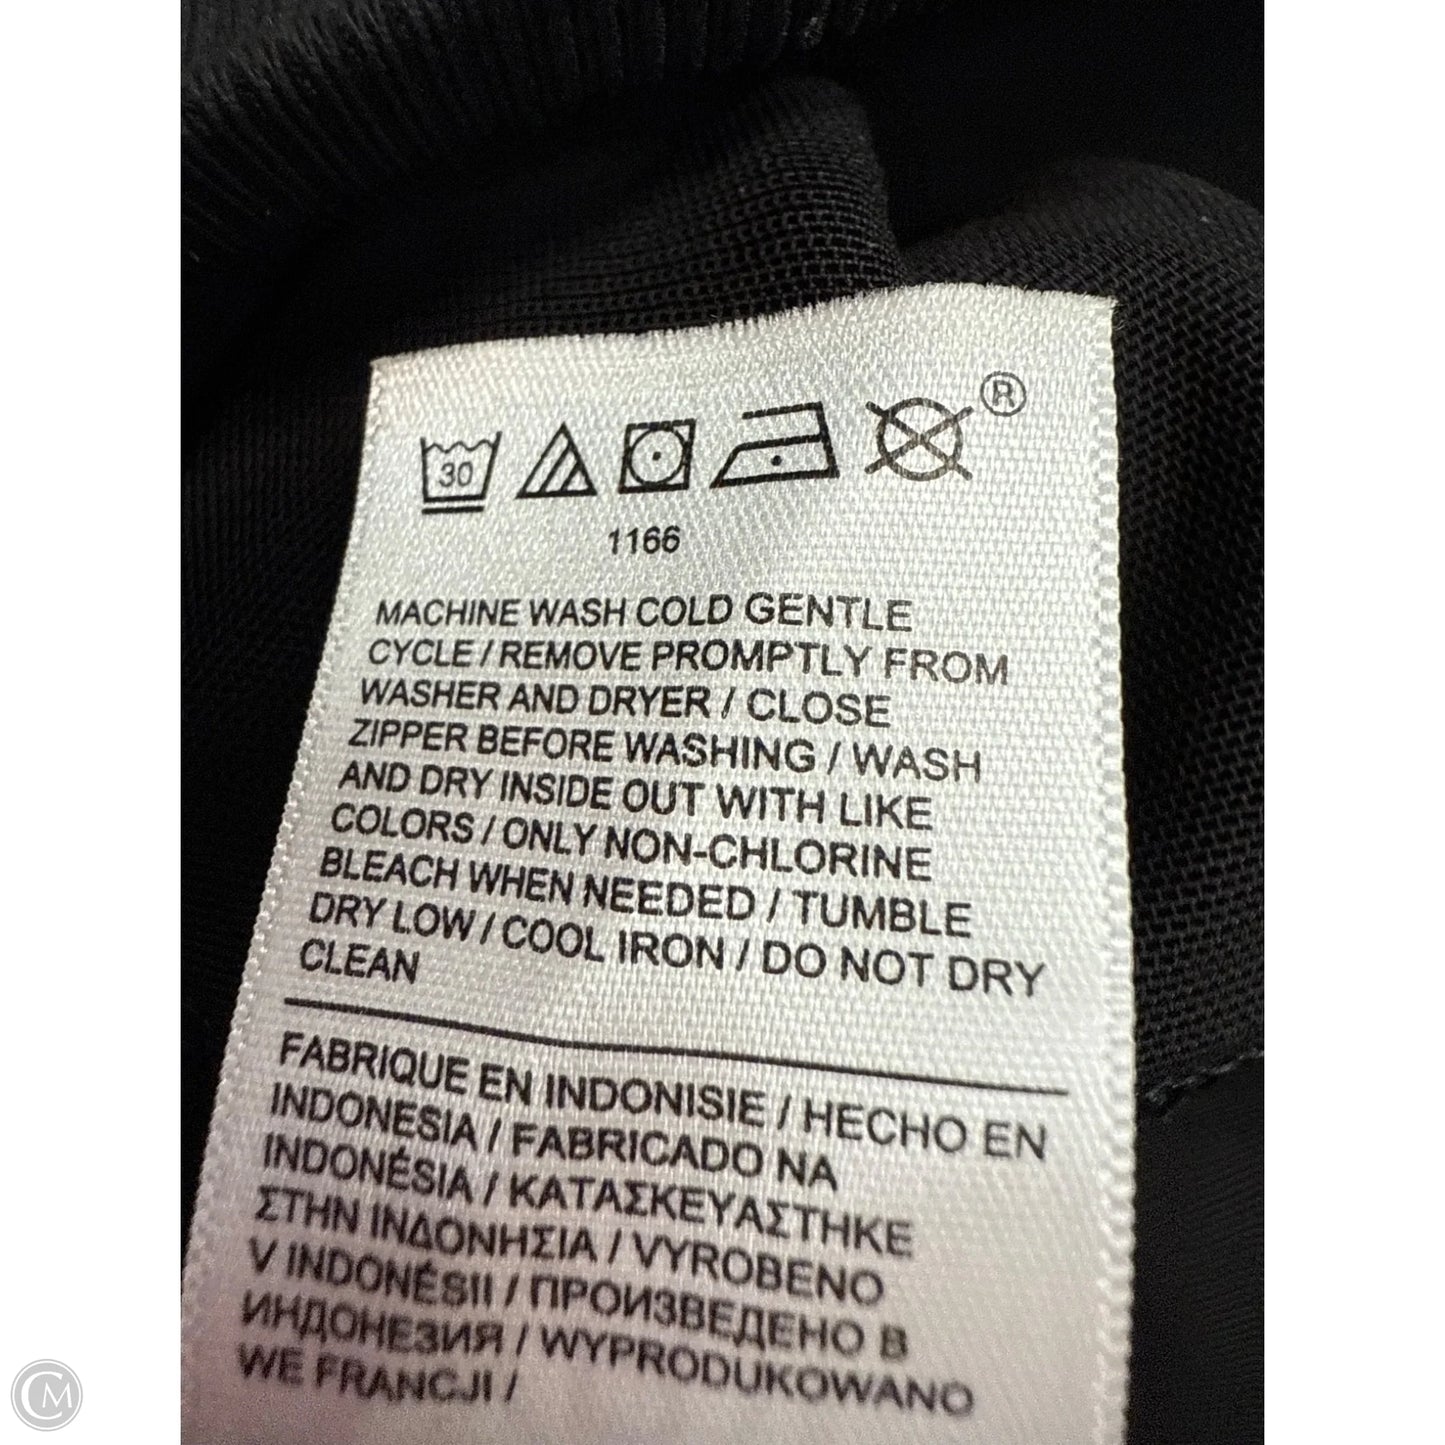 30
®
1166
MACHINE WASH COLD GENTLE
CYCLE / REMOVE PROMPTLY FROM
WASHER AND DRYER / CLOSE
ZIPPER BEFORE WASHING / WASH
AND DRY INSIDE OUT WITH LIKE
COLORS / ONLY NON-CHLORINE
BLEACH WHEN NEEDED / TUMBLE
DRY LOW / COOL IRON / DO NOT DRY
CLEAN
FABRIQUE EN INDONISIE / HECHO EN
INDONESIA / FABRICADO NA
INDONÉSIA / ΚΑΤΑΣΚΕΥΑΣΤΗΚΕ
ΣΤΗΝ ΙΝΔΟΝΗΣΙΑ / VYROBENO
V INDONÉSII / ПРОИЗВЕДЕНО В
ИНДОНЕЗИЯ / WYPRODUKOWANO
WE FRANCJI /
CM